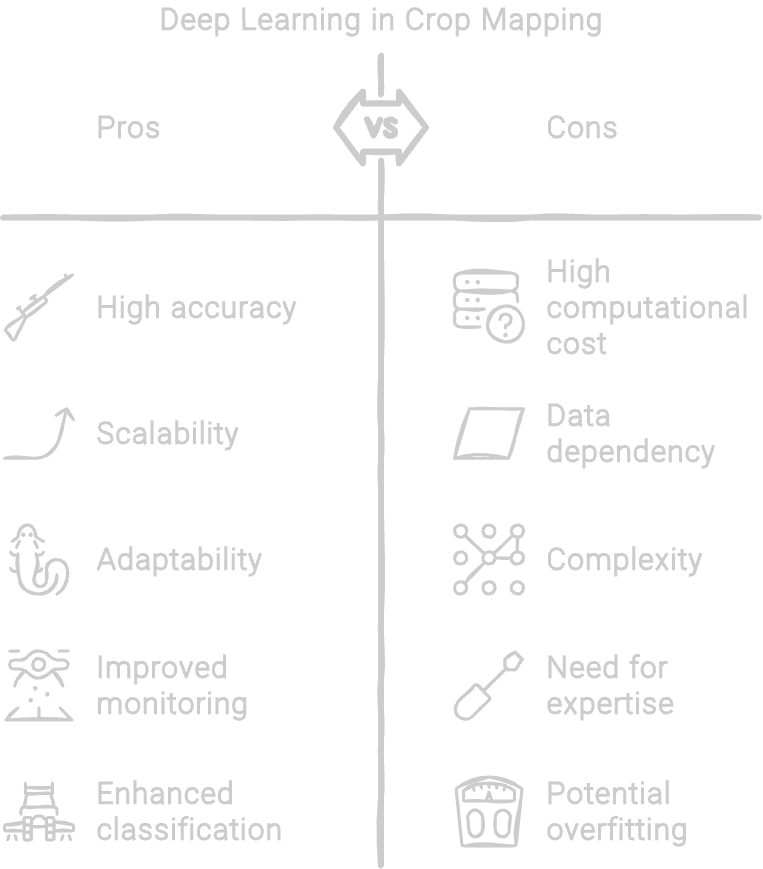 Deep Learning in Crop Mapping
Pros
VS
Cons
High accuracy
High
computational
cost
Scalability
Data
dependency
Adaptability
Complexity
Improved
monitoring
Need for
expertise
Enhanced
classification
Potential
overfitting